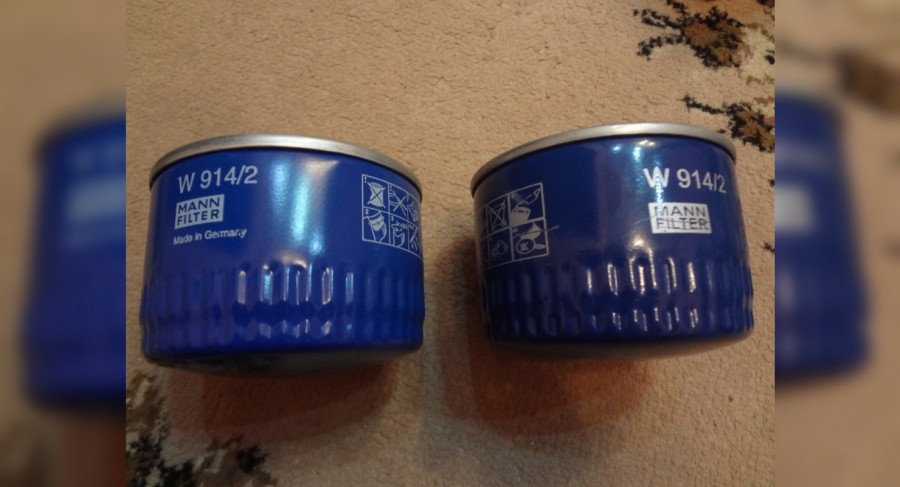 W 914/2
MANN
FILTER
Made in Germany
W 914/2
MANN
FILTER